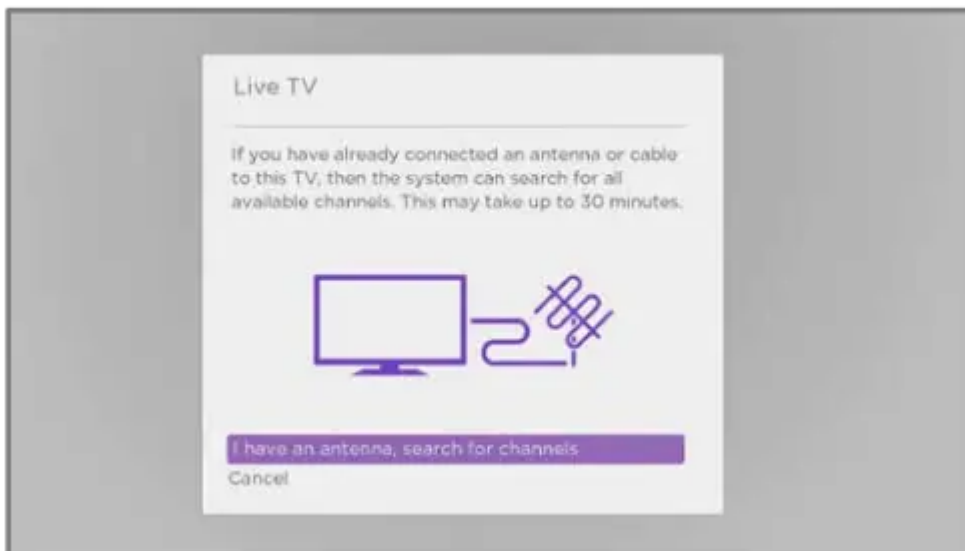 Live TV
If you have already connected an antenna or cable
to this TV, then the system can search for all
available channels. This may take up to 30 minutes.
I have an antenna, search for channels
Cancel